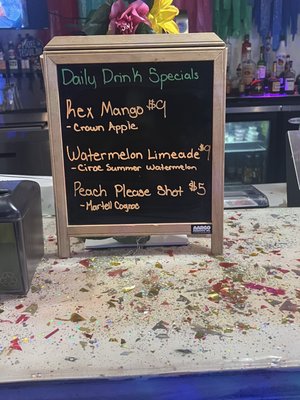 Daily Drink Specials
Rex Mango $9
- Crown Apple
Watermelon Limeade $9
- Ciroc Summer Watermelon
Peach Please Shot $5
- Martell Cognac